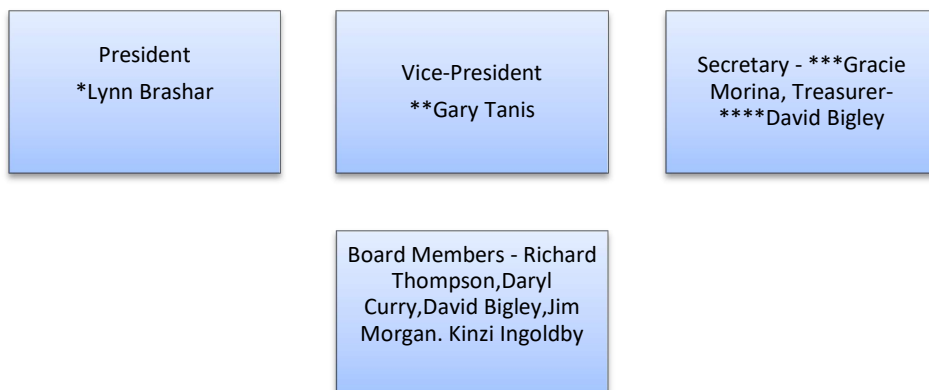 President
*Lynn Brashar
Vice-President
**Gary Tanis
Secretary - ***Gracie
Morina, Treasurer-
****David Bigley
Board Members - Richard
Thompson,Daryl
Curry,David Bigley,Jim
Morgan. Kinzi Ingoldby